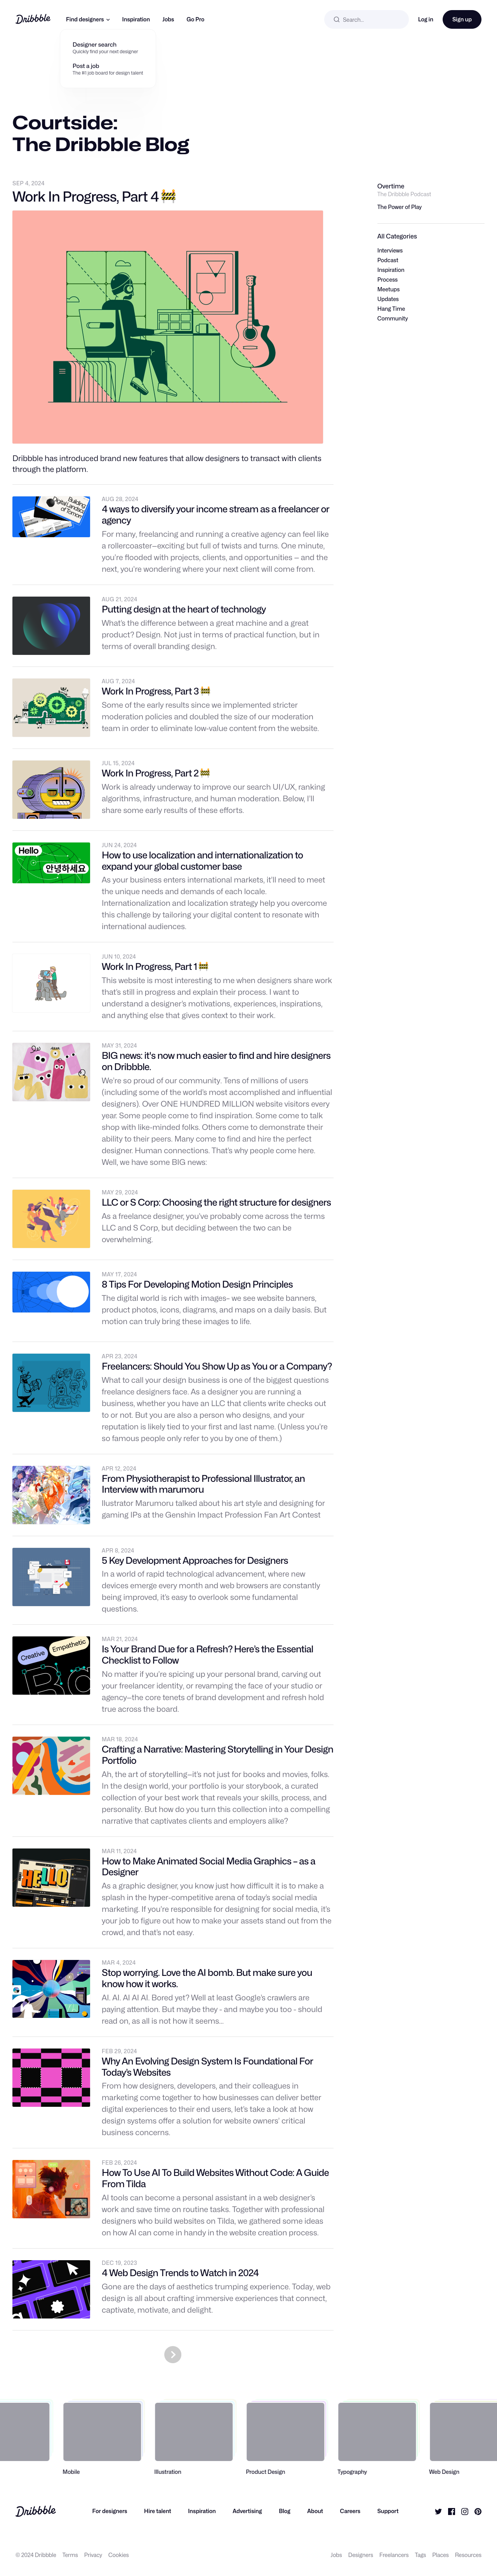 Dribbble
Find designers
Inspiration
Jobs
Go Pro
Search...
Log in
Sign up
Designer search
Quickly find your next designer
Post a job
The #1 job board for design talent
Courtside:
The Dribbble Blog
SEP 4, 2024
Work In Progress, Part 4 🚧
Dribbble has introduced brand new features that allow designers to transact with clients
through the platform.
Overtime
The Dribbble Podcast
The Power of Play
All Categories
Interviews
Podcast
Inspiration
Process
Meetups
Updates
Hang Time
Community
AUG 28, 2024
4 ways to diversify your income stream as a freelancer or
agency
For many, freelancing and running a creative agency can feel like
a rollercoaster—exciting but full of twists and turns. One minute,
you're flooded with projects, clients, and opportunities – and the
next, you're wondering where your next client will come from.
AUG 21, 2024
Putting design at the heart of technology
What's the difference between a great machine and a great
product? Design. Not just in terms of practical function, but in
terms of overall branding design.
AUG 7, 2024
Work In Progress, Part 3 🚧
Some of the early results since we implemented stricter
moderation policies and doubled the size of our moderation
team in order to eliminate low-value content from the website.
JUL 15, 2024
Work In Progress, Part 2 🚧
Work is already underway to improve our search UI/UX, ranking
algorithms, infrastructure, and human moderation. Below, I'll
share some early results of these efforts.
Hello
안녕하세요
JUN 24, 2024
How to use localization and internationalization to
expand your global customer base
As your business enters international markets, it'll need to meet
the unique needs and demands of each locale.
Internationalization and localization strategy help you overcome
this challenge by tailoring your digital content to resonate with
international audiences.
JUN 10, 2024
Work In Progress, Part 1 🚧
This website is most interesting to me when designers share work
that's still in progress and explain their process. I want to
understand a designer's motivations, experiences, inspirations,
and anything else that gives context to their work.
MAY 31, 2024
BIG news: it's now much easier to find and hire designers
on Dribbble.
We're so proud of our community. Tens of millions of users
(including some of the world's most accomplished and influential
designers). Over ONE HUNDRED MILLION website visitors every
year. Some people come to find inspiration. Some come to talk
shop with like-minded folks. Others come to demonstrate their
ability to their peers. Many come to find and hire the perfect
designer. Human connections. That's why people come here.
Well, we have some BIG news:
MAY 29, 2024
LLC or S Corp: Choosing the right structure for designers
As a freelance designer, you've probably come across the terms
LLC and S Corp, but deciding between the two can be
overwhelming.
MAY 17, 2024
8 Tips For Developing Motion Design Principles
The digital world is rich with images- we see website banners,
product photos, icons, diagrams, and maps on a daily basis. But
motion can truly bring these images to life.
APR 23, 2024
Freelancers: Should You Show Up as You or a Company?
What to call your design business is one of the biggest questions
freelance designers face. As a designer you are running a
business, whether you have an LLC that clients write checks out
to or not. But you are also a person who designs, and your
reputation is likely tied to your first and last name. (Unless you're
so famous people only refer to you by one of them.)
APR 12, 2024
From Physiotherapist to Professional Illustrator, an
Interview with marumoru
Ilustrator Marumoru talked about his art style and designing for
gaming IPs at the Genshin Impact Profession Fan Art Contest
APR 8, 2024
5 Key Development Approaches for Designers
In a world of rapid technological advancement, where new
devices emerge every month and web browsers are constantly
being improved, it's easy to overlook some fundamental
questions.
Creative
Empathetic
MAR 21, 2024
Is Your Brand Due for a Refresh? Here's the Essential
Checklist to Follow
No matter if you're spicing up your personal brand, carving out
your freelancer identity, or revamping the face of your studio or
agency—the core tenets of brand development and refresh hold
true across the board.
MAR 18, 2024
Crafting a Narrative: Mastering Storytelling in Your Design
Portfolio
Ah, the art of storytelling—it's not just for books and movies, folks.
In the design world, your portfolio is your storybook, a curated
collection of your best work that reveals your skills, process, and
personality. But how do you turn this collection into a compelling
narrative that captivates clients and employers alike?
HELLO
MAR 11, 2024
How to Make Animated Social Media Graphics – as a
Designer
As a graphic designer, you know just how difficult it is to make a
splash in the hyper-competitive arena of today's social media
marketing. If you're responsible for designing for social media, it's
your job to figure out how to make your assets stand out from the
crowd, and that's not easy.
MAR 4, 2024
Stop worrying. Love the AI bomb. But make sure you
know how it works.
AI. AI. AI AI AI. Bored yet? Well at least Google's crawlers are
paying attention. But maybe they - and maybe you too - should
read on, as all is not how it seems...
FEB 29, 2024
Why An Evolving Design System Is Foundational For
Today's Websites
From how designers, developers, and their colleagues in
marketing come together to how businesses can deliver better
digital experiences to their end users, let's take a look at how
design systems offer a solution for website owners' critical
business concerns.
FEB 26, 2024
How To Use AI To Build Websites Without Code: A Guide
From Tilda
AI tools can become a personal assistant in a web designer's
work and save time on routine tasks. Together with professional
designers who build websites on Tilda, we gathered some ideas
on how AI can come in handy in the website creation process.
DEC 19, 2023
4 Web Design Trends to Watch in 2024
Gone are the days of aesthetics trumping experience. Today, web
design is all about crafting immersive experiences that connect,
captivate, motivate, and delight.
Mobile
Illustration
Product Design
Typography
Web Design
Dribbble
For designers
Hire talent
Inspiration
Advertising
Blog
About
Careers
Support
© 2024 Dribbble
Terms
Privacy
Cookies
Jobs
Designers
Freelancers
Tags
Places
Resources